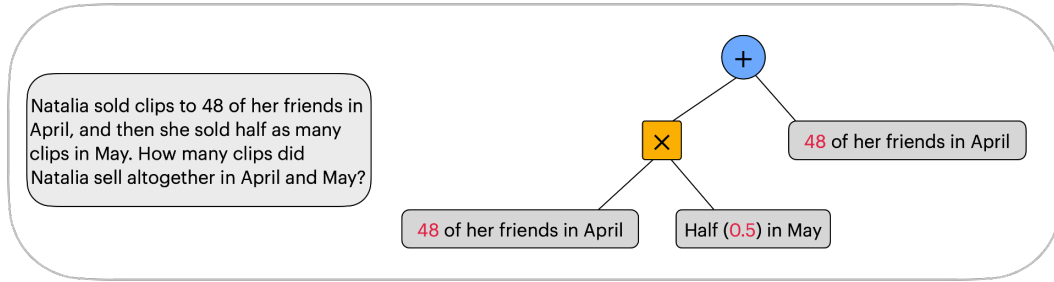 Natalia sold clips to 48 of her friends in
April, and then she sold half as many
clips in May. How many clips did
Natalia sell altogether in April and May?
+
×
48 of her friends in April
48 of her friends in April
Half (0.5) in May